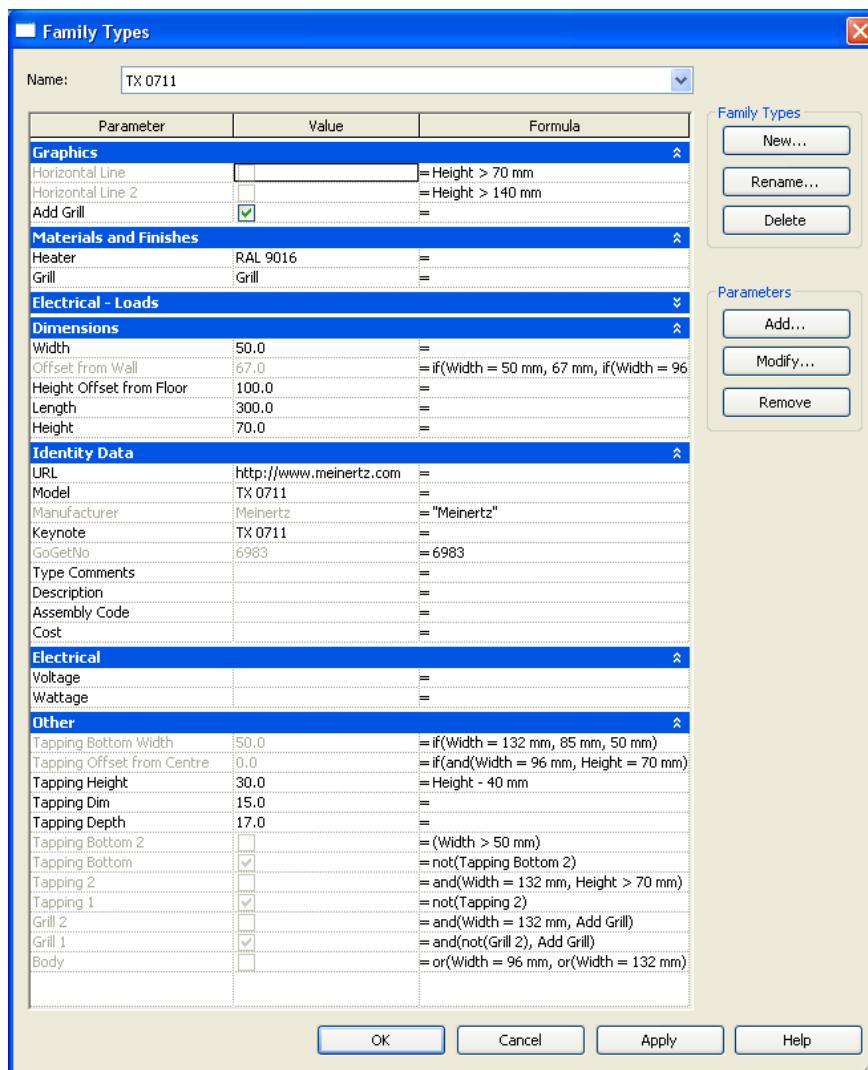 Family Types
Name: TX 0711
Parameter Value Formula
Graphics
Horizontal Line = Height > 70 mm
Horizontal Line 2 = Height > 140 mm
Add Grill =
Materials and Finishes
Heater RAL 9016 =
Grill Grill =
Electrical - Loads
Dimensions
Width 50.0 =
Offset from Wall 67.0 = if(Width = 50 mm, 67 mm, if(Width = 96
Height Offset from Floor 100.0 =
Length 300.0 =
Height 70.0 =
Identity Data
URL http://www.meinertz.com =
Model TX 0711 =
Manufacturer Meinertz = "Meinertz"
Keynote TX 0711 =
GoGetNo 6983 = 6983
Type Comments =
Description =
Assembly Code =
Cost =
Electrical
Voltage =
Wattage =
Other
Tapping Bottom Width 50.0 = if(Width = 132 mm, 85 mm, 50 mm)
Tapping Offset from Centre 0.0 = if(and(Width = 96 mm, Height = 70 mm)
Tapping Height 30.0 = Height - 40 mm
Tapping Dim 15.0 =
Tapping Depth 17.0 =
Tapping Bottom 2 = (Width > 50 mm)
Tapping Bottom = not(Tapping Bottom 2)
Tapping 2 = and(Width = 132 mm, Height > 70 mm)
Tapping 1 = not(Tapping 2)
Grill 2 = and(Width = 132 mm, Add Grill)
Grill 1 = and(not(Grill 2), Add Grill)
Body = or(Width = 96 mm, or(Width = 132 mm)
Family Types
New...
Rename...
Delete
Parameters
Add...
Modify...
Remove
OK Cancel Apply Help